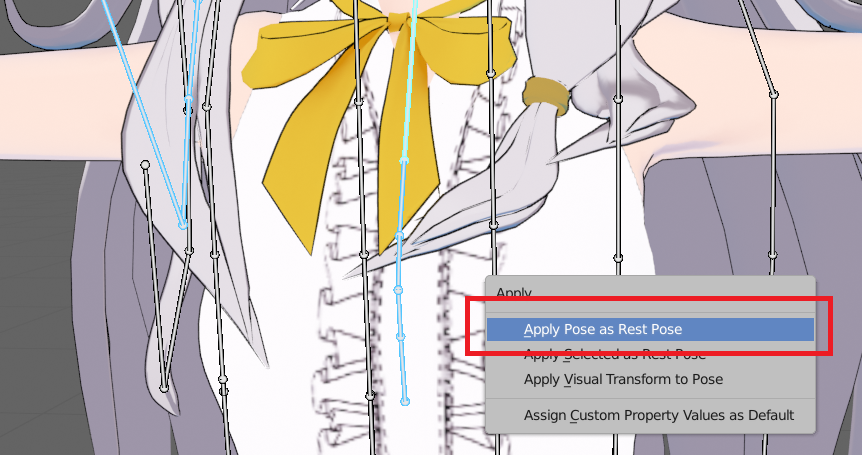 Apply
Apply Pose as Rest Pose
Apply Selected as Rest Pose
Apply Visual Transform to Pose
Assign Custom Property Values as Default